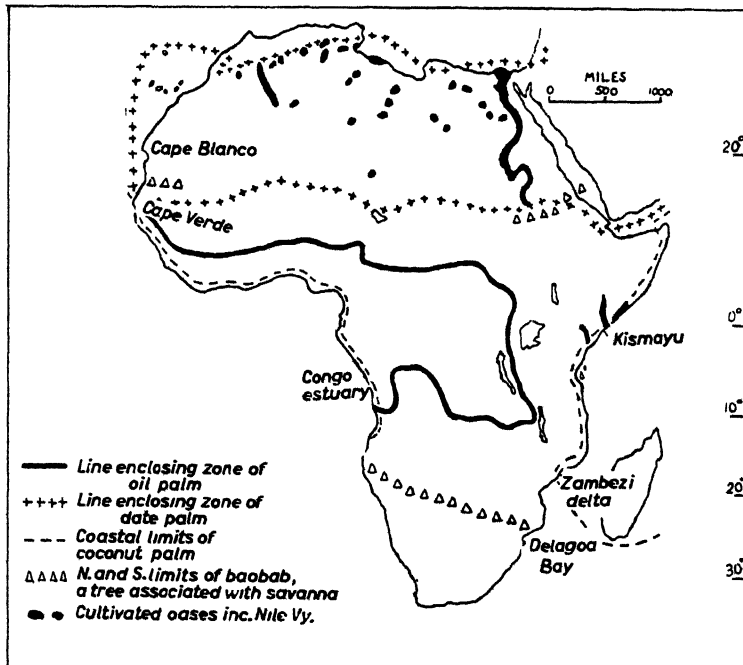 MILES
0 500 1000
20°
Cape Blanco
Cape Verde
0°
Kismayu
Congo
estuary
10°
Zambezi
delta
20°
Delagoa
Bay
30°
Line enclosing zone of
oil palm
Line enclosing zone of
date palm
Coastal limits of
coconut palm
N. and S. limits of baobab,
a tree associated with savanna
Cultivated oases inc. Nile Vy.